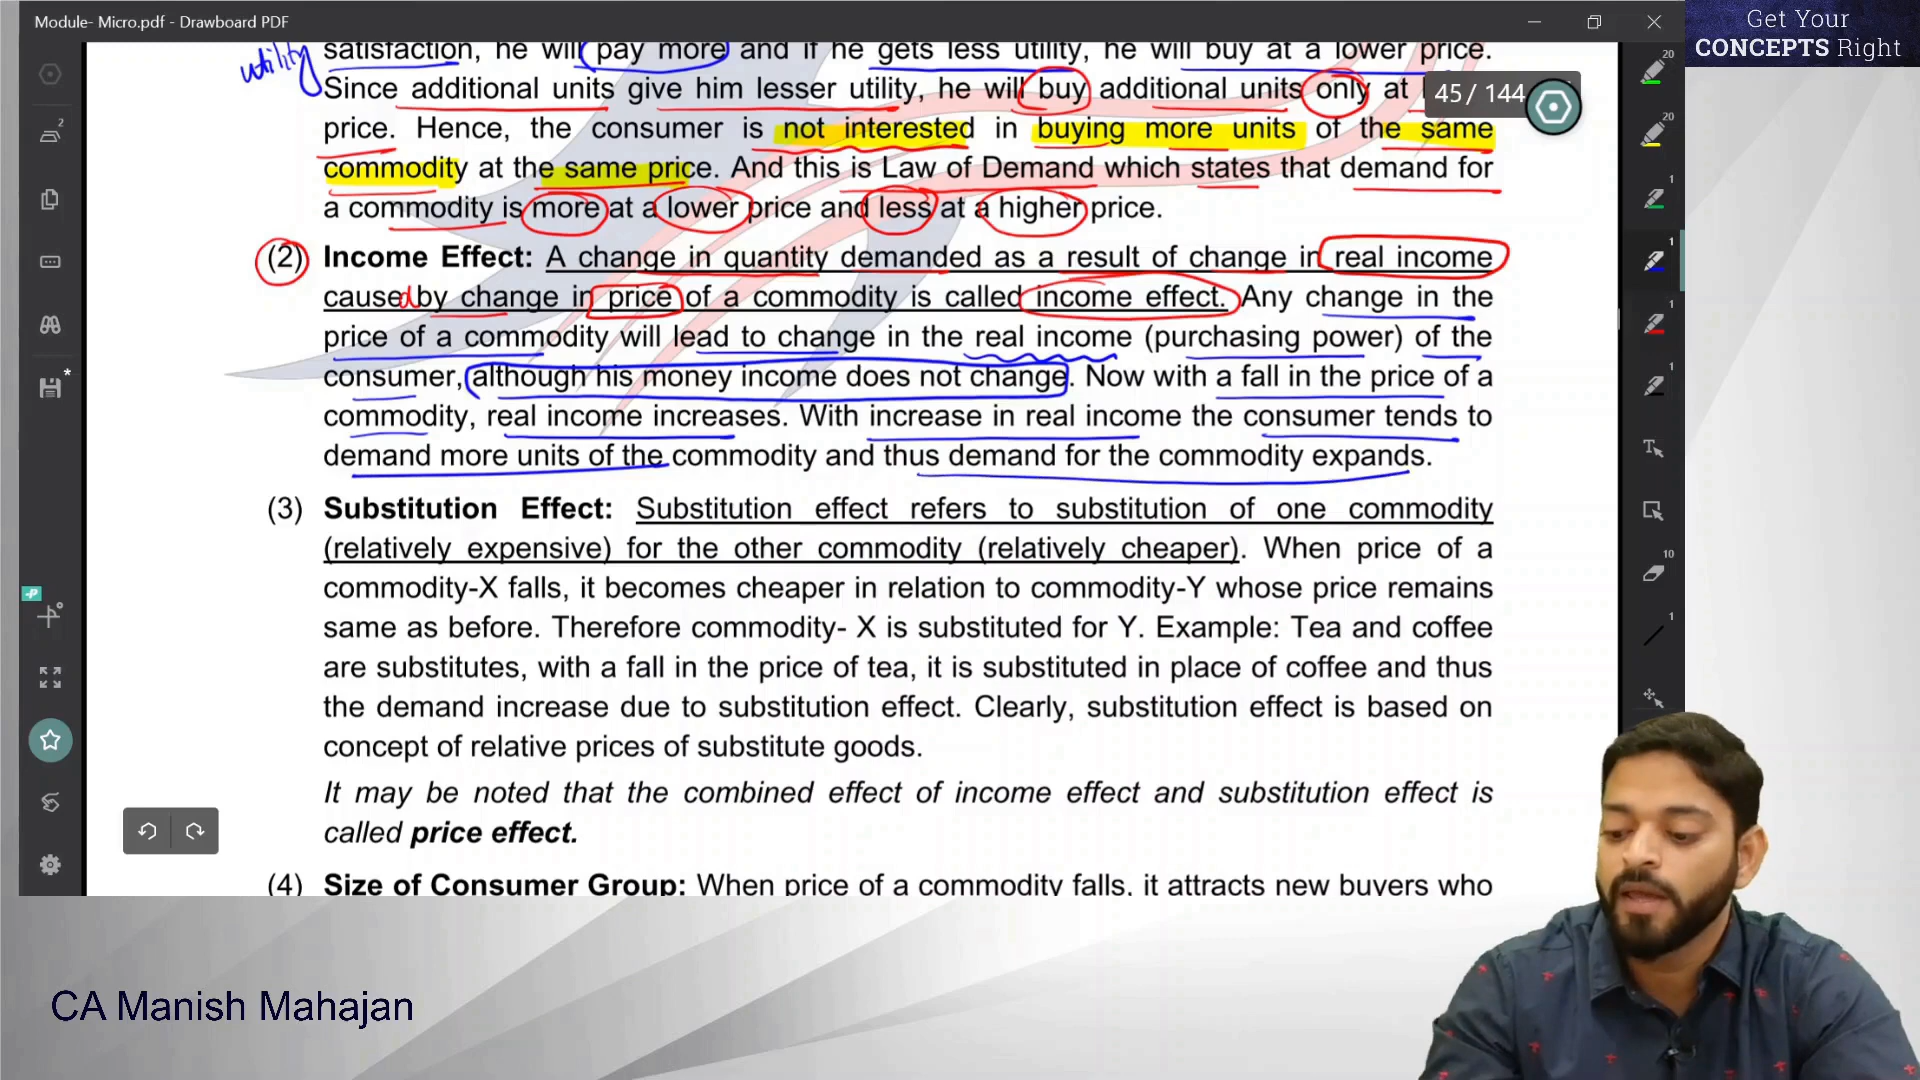 Module- Micro.pdf - Drawboard PDF
Get Your
CONCEPTS Right
utility
satisfaction, he will pay more and if he gets less utility, he will buy at a lower price.
Since additional units give him lesser utility, he will buy additional units only at
45 / 144
price. Hence, the consumer is not interested in buying more units of the same
commodity at the same price. And this is Law of Demand which states that demand for
a commodity is more at a lower price and less at a higher price.
(2) Income Effect: A change in quantity demanded as a result of change in real income
caused by change in price of a commodity is called income effect. Any change in the
price of a commodity will lead to change in the real income (purchasing power) of the
consumer, although his money income does not change. Now with a fall in the price of a
commodity, real income increases. With increase in real income the consumer tends to
demand more units of the commodity and thus demand for the commodity expands.
(3) Substitution Effect: Substitution effect refers to substitution of one commodity
(relatively expensive) for the other commodity (relatively cheaper). When price of a
commodity-X falls, it becomes cheaper in relation to commodity-Y whose price remains
same as before. Therefore commodity- X is substituted for Y. Example: Tea and coffee
are substitutes, with a fall in the price of tea, it is substituted in place of coffee and thus
the demand increase due to substitution effect. Clearly, substitution effect is based on
concept of relative prices of substitute goods.
It may be noted that the combined effect of income effect and substitution effect is
called price effect.
(4) Size of Consumer Group: When price of a commodity falls, it attracts new buyers who
CA Manish Mahajan
20
20
1
1
1
1
10
1
2
P